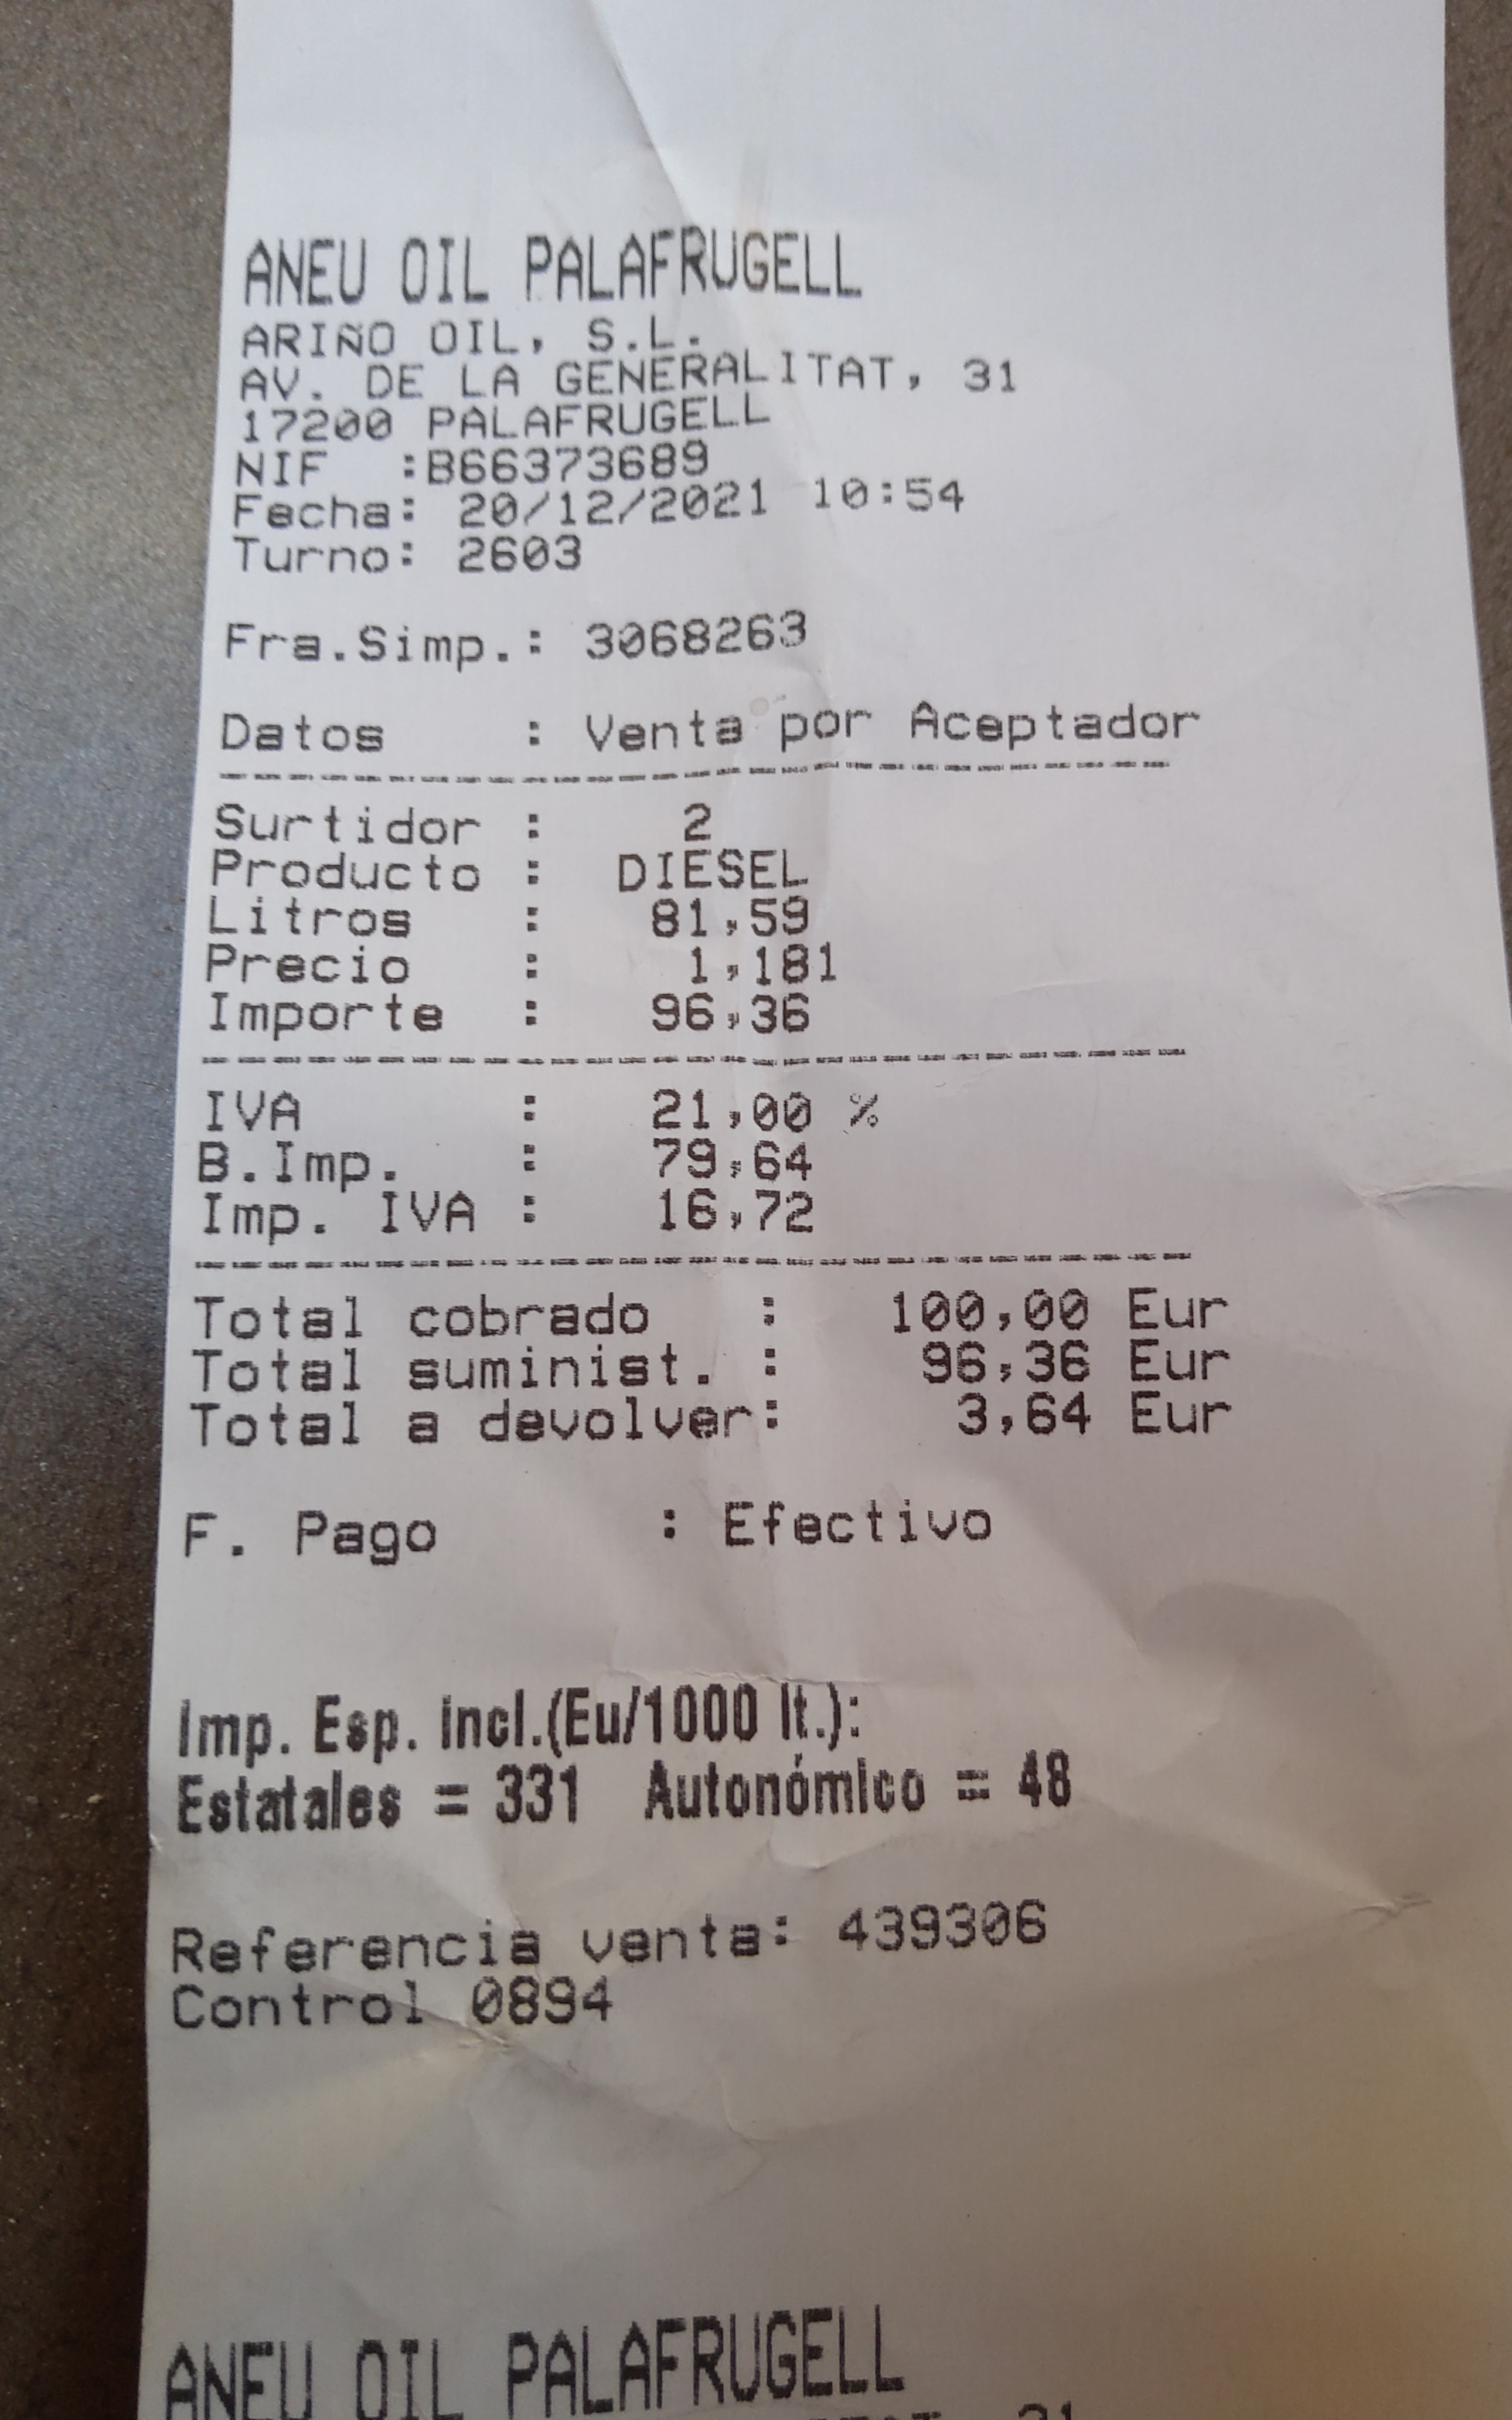 ANEU OIL PALAFRUGELL
ARIÑO OIL, S.L.
AV. DE LA GENERALITAT, 31
17200 PALAFRUGELL
NIF :B66373689
Fecha: 20/12/2021 10:54
Turno: 2603
Fra.Simp.: 3068263
Datos : Venta por Aceptador
Surtidor : 2
Producto : DIESEL
Litros : 81,59
Precio : 1,181
Importe : 96,36
IVA : 21,00 %
B.Imp. : 79,64
Imp. IVA : 16,72
Total cobrado : 100,00 Eur
Total suminist. : 96,36 Eur
Total a devolver: 3,64 Eur
F. Pago : Efectivo
Imp. Esp. incl.(Eu/1000 lt.):
Estatales = 331 Autonómico = 48
Referencia venta: 439306
Control 0894
ANEU OIL PALAFRUGELL